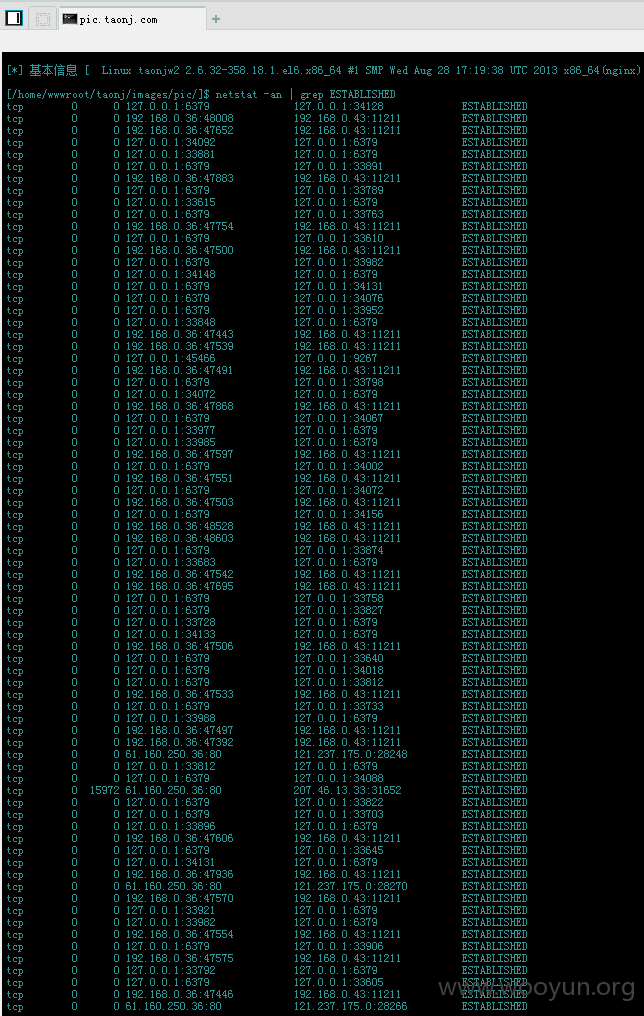 pic.taonj.com
[*] 基本信息 [ Linux taonjw2 2.6.32-358.18.1.el6.x86_64 #1 SMP Wed Aug 28 17:19:38 UTC 2013 x86_64(nginx)
[/home/wwwroot/taonj/images/pic/]$ netstat -an | grep ESTABLISHED
tcp 0 0 127.0.0.1:6379 127.0.0.1:34128 ESTABLISHED
tcp 0 0 192.168.0.36:48008 192.168.0.43:11211 ESTABLISHED
tcp 0 0 192.168.0.36:47652 192.168.0.43:11211 ESTABLISHED
tcp 0 0 127.0.0.1:34092 127.0.0.1:6379 ESTABLISHED
tcp 0 0 127.0.0.1:33881 127.0.0.1:6379 ESTABLISHED
tcp 0 0 127.0.0.1:6379 127.0.0.1:33891 ESTABLISHED
tcp 0 0 192.168.0.36:47883 192.168.0.43:11211 ESTABLISHED
tcp 0 0 127.0.0.1:6379 127.0.0.1:33789 ESTABLISHED
tcp 0 0 127.0.0.1:33615 127.0.0.1:6379 ESTABLISHED
tcp 0 0 127.0.0.1:6379 127.0.0.1:33763 ESTABLISHED
tcp 0 0 192.168.0.36:47754 192.168.0.43:11211 ESTABLISHED
tcp 0 0 127.0.0.1:6379 127.0.0.1:33610 ESTABLISHED
tcp 0 0 192.168.0.36:47500 192.168.0.43:11211 ESTABLISHED
tcp 0 0 127.0.0.1:6379 127.0.0.1:33982 ESTABLISHED
tcp 0 0 127.0.0.1:34148 127.0.0.1:6379 ESTABLISHED
tcp 0 0 127.0.0.1:6379 127.0.0.1:34131 ESTABLISHED
tcp 0 0 127.0.0.1:6379 127.0.0.1:34076 ESTABLISHED
tcp 0 0 127.0.0.1:6379 127.0.0.1:33952 ESTABLISHED
tcp 0 0 127.0.0.1:33848 127.0.0.1:6379 ESTABLISHED
tcp 0 0 192.168.0.36:47443 192.168.0.43:11211 ESTABLISHED
tcp 0 0 192.168.0.36:47539 192.168.0.43:11211 ESTABLISHED
tcp 0 0 127.0.0.1:45466 127.0.0.1:9267 ESTABLISHED
tcp 0 0 192.168.0.36:47491 192.168.0.43:11211 ESTABLISHED
tcp 0 0 127.0.0.1:6379 127.0.0.1:33798 ESTABLISHED
tcp 0 0 127.0.0.1:34072 127.0.0.1:6379 ESTABLISHED
tcp 0 0 192.168.0.36:47868 192.168.0.43:11211 ESTABLISHED
tcp 0 0 127.0.0.1:6379 127.0.0.1:34067 ESTABLISHED
tcp 0 0 127.0.0.1:33977 127.0.0.1:6379 ESTABLISHED
tcp 0 0 127.0.0.1:33985 127.0.0.1:6379 ESTABLISHED
tcp 0 0 192.168.0.36:47597 192.168.0.43:11211 ESTABLISHED
tcp 0 0 127.0.0.1:6379 127.0.0.1:34002 ESTABLISHED
tcp 0 0 192.168.0.36:47551 192.168.0.43:11211 ESTABLISHED
tcp 0 0 127.0.0.1:6379 127.0.0.1:34072 ESTABLISHED
tcp 0 0 192.168.0.36:47503 192.168.0.43:11211 ESTABLISHED
tcp 0 0 127.0.0.1:6379 127.0.0.1:34156 ESTABLISHED
tcp 0 0 192.168.0.36:48528 192.168.0.43:11211 ESTABLISHED
tcp 0 0 192.168.0.36:48603 192.168.0.43:11211 ESTABLISHED
tcp 0 0 127.0.0.1:6379 127.0.0.1:33874 ESTABLISHED
tcp 0 0 127.0.0.1:33683 127.0.0.1:6379 ESTABLISHED
tcp 0 0 192.168.0.36:47542 192.168.0.43:11211 ESTABLISHED
tcp 0 0 192.168.0.36:47695 192.168.0.43:11211 ESTABLISHED
tcp 0 0 127.0.0.1:6379 127.0.0.1:33758 ESTABLISHED
tcp 0 0 127.0.0.1:6379 127.0.0.1:33827 ESTABLISHED
tcp 0 0 127.0.0.1:33728 127.0.0.1:6379 ESTABLISHED
tcp 0 0 127.0.0.1:34133 127.0.0.1:6379 ESTABLISHED
tcp 0 0 192.168.0.36:47506 192.168.0.43:11211 ESTABLISHED
tcp 0 0 127.0.0.1:6379 127.0.0.1:33640 ESTABLISHED
tcp 0 0 127.0.0.1:6379 127.0.0.1:34018 ESTABLISHED
tcp 0 0 127.0.0.1:6379 127.0.0.1:33812 ESTABLISHED
tcp 0 0 192.168.0.36:47533 192.168.0.43:11211 ESTABLISHED
tcp 0 0 127.0.0.1:6379 127.0.0.1:33733 ESTABLISHED
tcp 0 0 127.0.0.1:33988 127.0.0.1:6379 ESTABLISHED
tcp 0 0 192.168.0.36:47497 192.168.0.43:11211 ESTABLISHED
tcp 0 0 192.168.0.36:47392 192.168.0.43:11211 ESTABLISHED
tcp 0 0 61.160.250.36:80 121.237.175.0:28248 ESTABLISHED
tcp 0 0 127.0.0.1:33812 127.0.0.1:6379 ESTABLISHED
tcp 0 0 127.0.0.1:6379 127.0.0.1:34088 ESTABLISHED
tcp 0 15972 61.160.250.36:80 207.46.13.33:31652 ESTABLISHED
tcp 0 0 127.0.0.1:6379 127.0.0.1:33822 ESTABLISHED
tcp 0 0 127.0.0.1:6379 127.0.0.1:33703 ESTABLISHED
tcp 0 0 127.0.0.1:33896 127.0.0.1:6379 ESTABLISHED
tcp 0 0 192.168.0.36:47606 192.168.0.43:11211 ESTABLISHED
tcp 0 0 127.0.0.1:6379 127.0.0.1:33645 ESTABLISHED
tcp 0 0 127.0.0.1:34131 127.0.0.1:6379 ESTABLISHED
tcp 0 0 192.168.0.36:47936 192.168.0.43:11211 ESTABLISHED
tcp 0 0 61.160.250.36:80 121.237.175.0:28270 ESTABLISHED
tcp 0 0 192.168.0.36:47570 192.168.0.43:11211 ESTABLISHED
tcp 0 0 127.0.0.1:33921 127.0.0.1:6379 ESTABLISHED
tcp 0 0 127.0.0.1:33982 127.0.0.1:6379 ESTABLISHED
tcp 0 0 192.168.0.36:47554 192.168.0.43:11211 ESTABLISHED
tcp 0 0 127.0.0.1:6379 127.0.0.1:33906 ESTABLISHED
tcp 0 0 192.168.0.36:47575 192.168.0.43:11211 ESTABLISHED
tcp 0 0 127.0.0.1:33792 127.0.0.1:6379 ESTABLISHED
tcp 0 0 127.0.0.1:6379 127.0.0.1:33605 ESTABLISHED
tcp 0 0 192.168.0.36:47446 192.168.0.43:11211 ESTABLISHED
tcp 0 0 61.160.250.36:80 121.237.175.0:28266 ESTABLISHED
www.wooyun.org